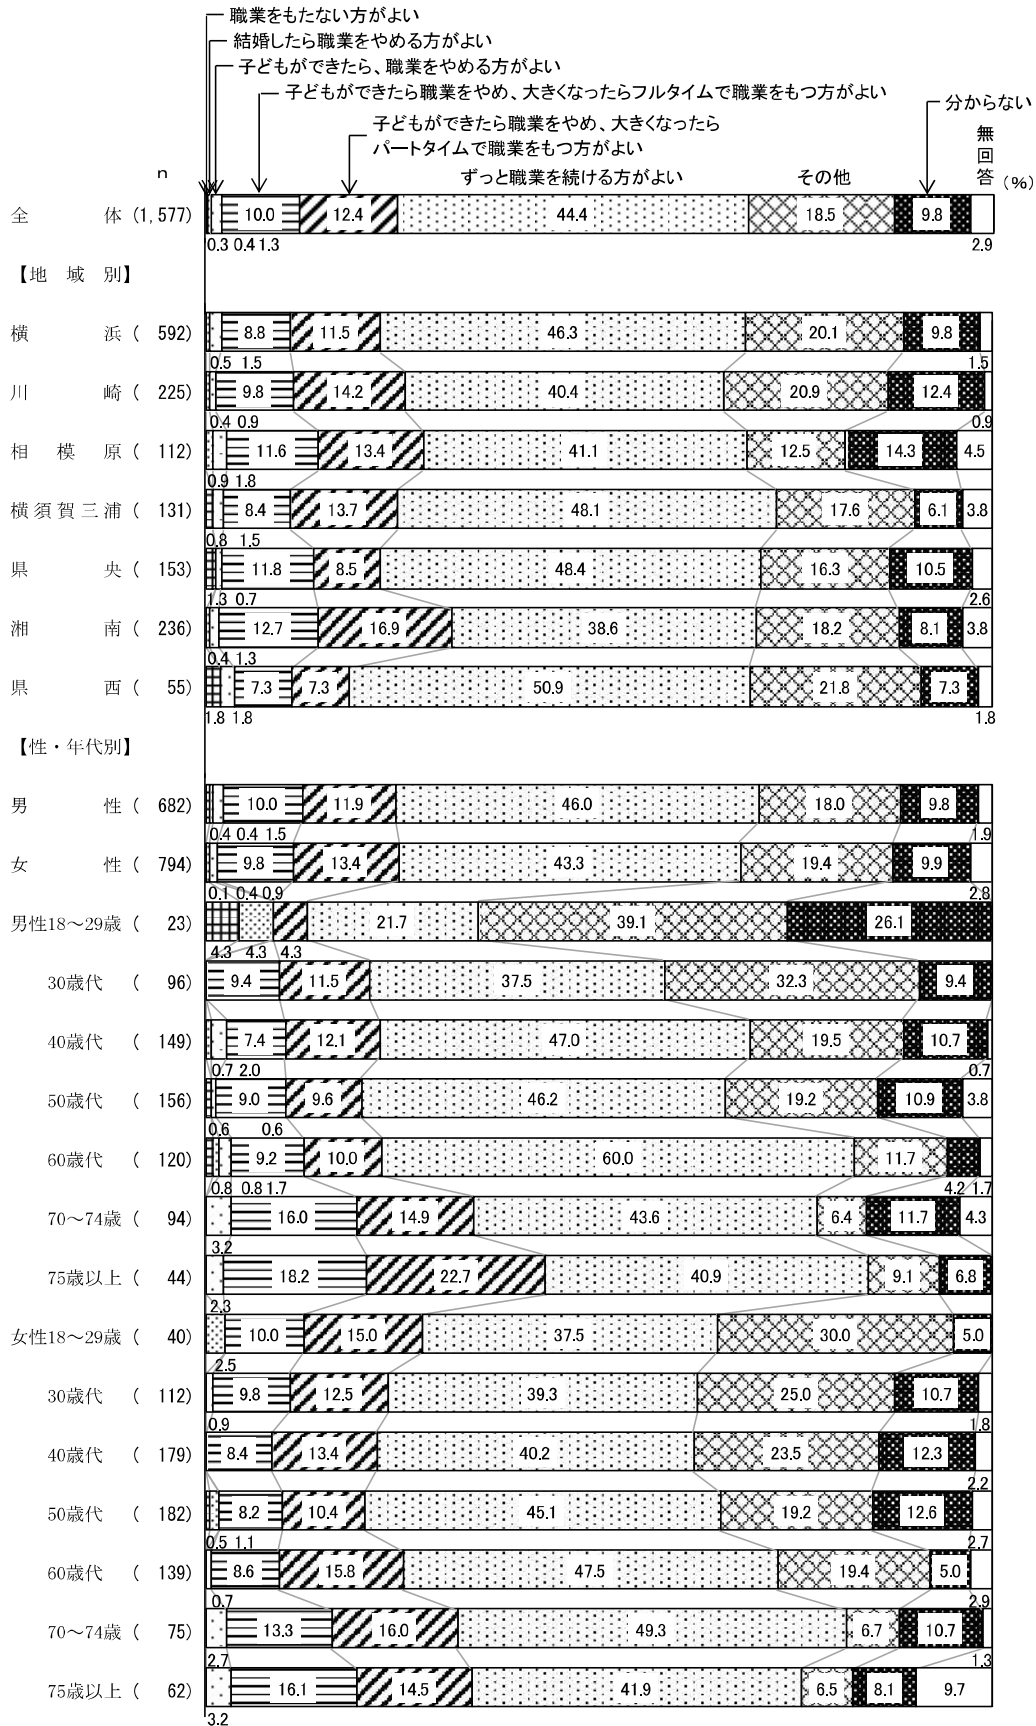 職業をもたない方がよい
結婚したら職業をやめる方がよい
子どもができたら、職業をやめる方がよい
子どもができたら職業をやめ、大きくなったらフルタイムで職業をもつ方がよい
分からない
子どもができたら職業をやめ、大きくなったら
パートタイムで職業をもつ方がよい
無回答
n
ずっと職業を続ける方がよい その他
(%)
全体 (1,577) 10.0 12.4 44.4 18.5 9.8
0.3 0.4 1.3 2.9
【地域別】
横浜 ( 592) 8.8 11.5 46.3 20.1 9.8
0.5 1.5 1.5
川崎 ( 225) 9.8 14.2 40.4 20.9 12.4
0.4 0.9 0.9
相模原 ( 112) 11.6 13.4 41.1 12.5 14.3 4.5
0.9 1.8
横須賀三浦 ( 131) 8.4 13.7 48.1 17.6 6.1 3.8
0.8 1.5
県央 ( 153) 11.8 8.5 48.4 16.3 10.5
1.3 0.7 2.6
湘南 ( 236) 12.7 16.9 38.6 18.2 8.1 3.8
0.4 1.3
県西 ( 55) 7.3 7.3 50.9 21.8 7.3
1.8 1.8 1.8
【性・年代別】
男性 ( 682) 10.0 11.9 46.0 18.0 9.8
0.4 0.4 1.5 1.9
女性 ( 794) 9.8 13.4 43.3 19.4 9.9
0.1 0.4 0.9 2.8
男性18～29歳 ( 23) 21.7 39.1 26.1
4.3 4.3 4.3
30歳代 ( 96) 9.4 11.5 37.5 32.3 9.4
40歳代 ( 149) 7.4 12.1 47.0 19.5 10.7
0.7 2.0 0.7
50歳代 ( 156) 9.0 9.6 46.2 19.2 10.9 3.8
0.6 0.6
60歳代 ( 120) 9.2 10.0 60.0 11.7
0.8 0.8 1.7 4.2 1.7
70～74歳 ( 94) 16.0 14.9 43.6 6.4 11.7 4.3
3.2
75歳以上 ( 44) 18.2 22.7 40.9 9.1 6.8
2.3
女性18～29歳 ( 40) 10.0 15.0 37.5 30.0 5.0
2.5
30歳代 ( 112) 9.8 12.5 39.3 25.0 10.7
0.9 1.8
40歳代 ( 179) 8.4 13.4 40.2 23.5 12.3
2.2
50歳代 ( 182) 8.2 10.4 45.1 19.2 12.6
0.5 1.1 2.7
60歳代 ( 139) 8.6 15.8 47.5 19.4 5.0
0.7 2.9
70～74歳 ( 75) 13.3 16.0 49.3 6.7 10.7
2.7 1.3
75歳以上 ( 62) 16.1 14.5 41.9 6.5 8.1 9.7
3.2